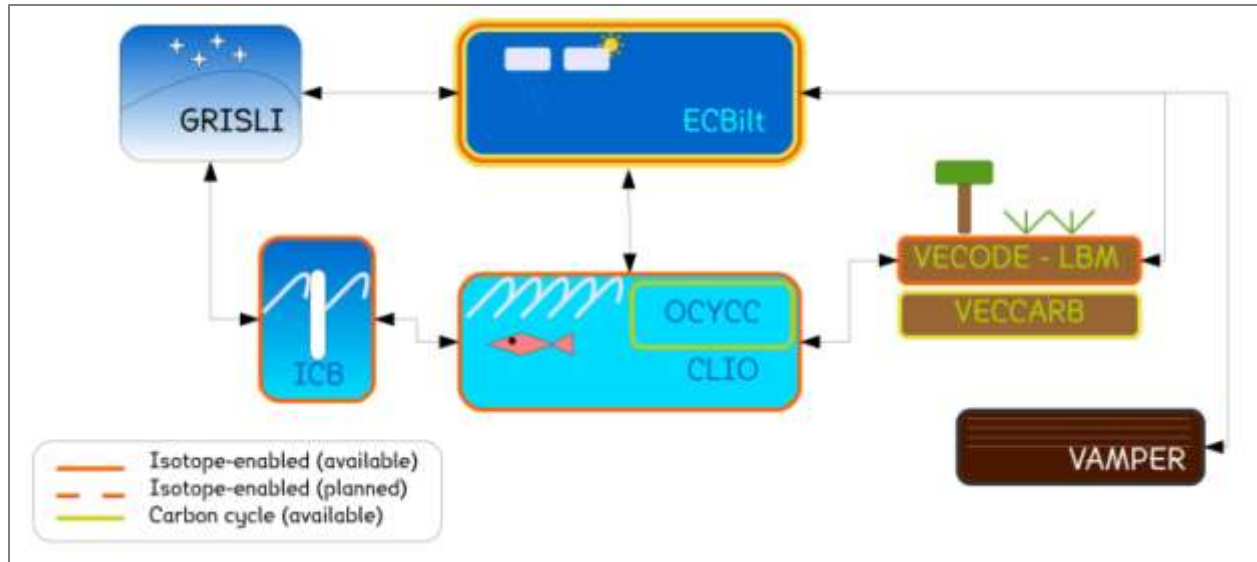 GRISLI
ECBilt
VECODE - LBM
VECCARB
OCYCC
CLIO
ICB
VAMPER
Isotope-enabled (available)
Isotope-enabled (planned)
Carbon cycle (available)